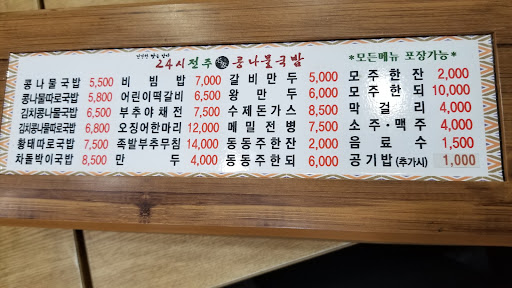 24시전주 콩나물국밥 *모든메뉴 포장가능*
콩나물국밥 5,500 비빔밥 7,000 갈비만두 5,000 모주한잔 2,000
콩나물따로국밥 5,800 어린이떡갈비 6,500 왕만두 6,000 모주한되 10,000
김치콩나물국밥 6,500 부추야채전 7,500 수제돈가스 8,500 막걸리 4,000
김치콩나물따로국밥 6,800 오징어한마리 12,000 메밀전병 7,500 소주·맥주 4,000
황태따로국밥 7,500 족발부추무침 14,000 동동주한잔 2,000 음료수 1,500
차돌박이국밥 8,500 만두 4,000 동동주한되 6,000 공기밥(추가시) 1,000